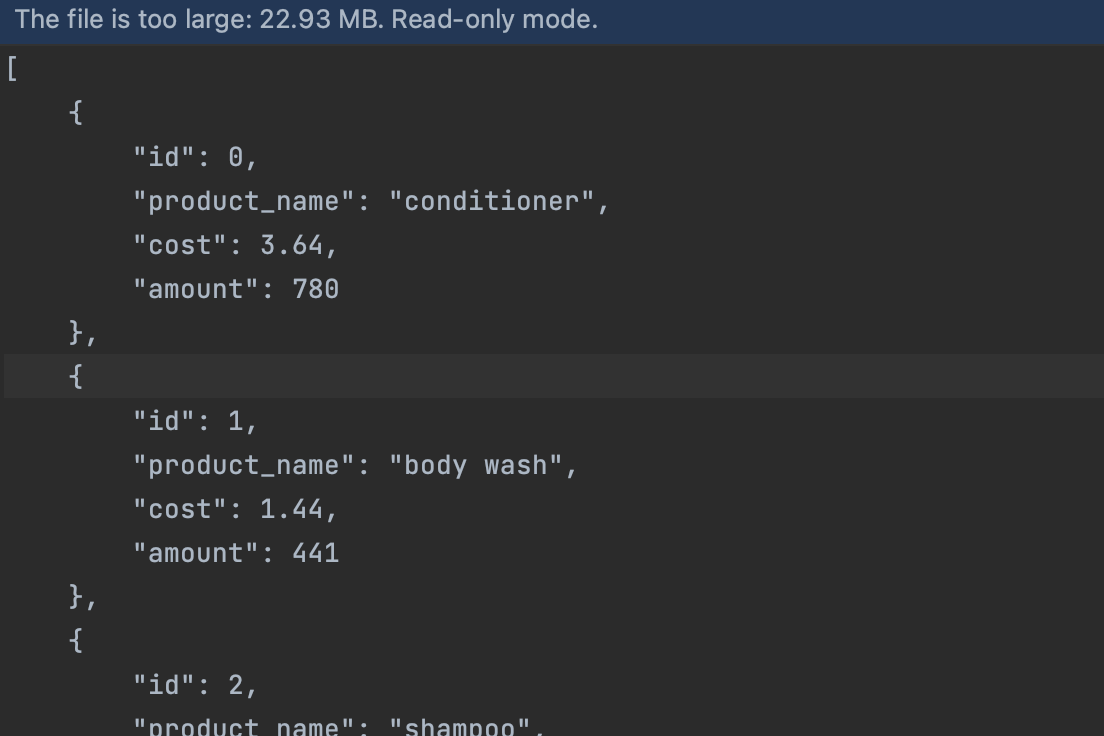 The file is too large: 22.93 MB. Read-only mode.
[
    {
        "id": 0,
        "product_name": "conditioner",
        "cost": 3.64,
        "amount": 780
    },
    {
        "id": 1,
        "product_name": "body wash",
        "cost": 1.44,
        "amount": 441
    },
    {
        "id": 2,
        "product_name": "shampoo",